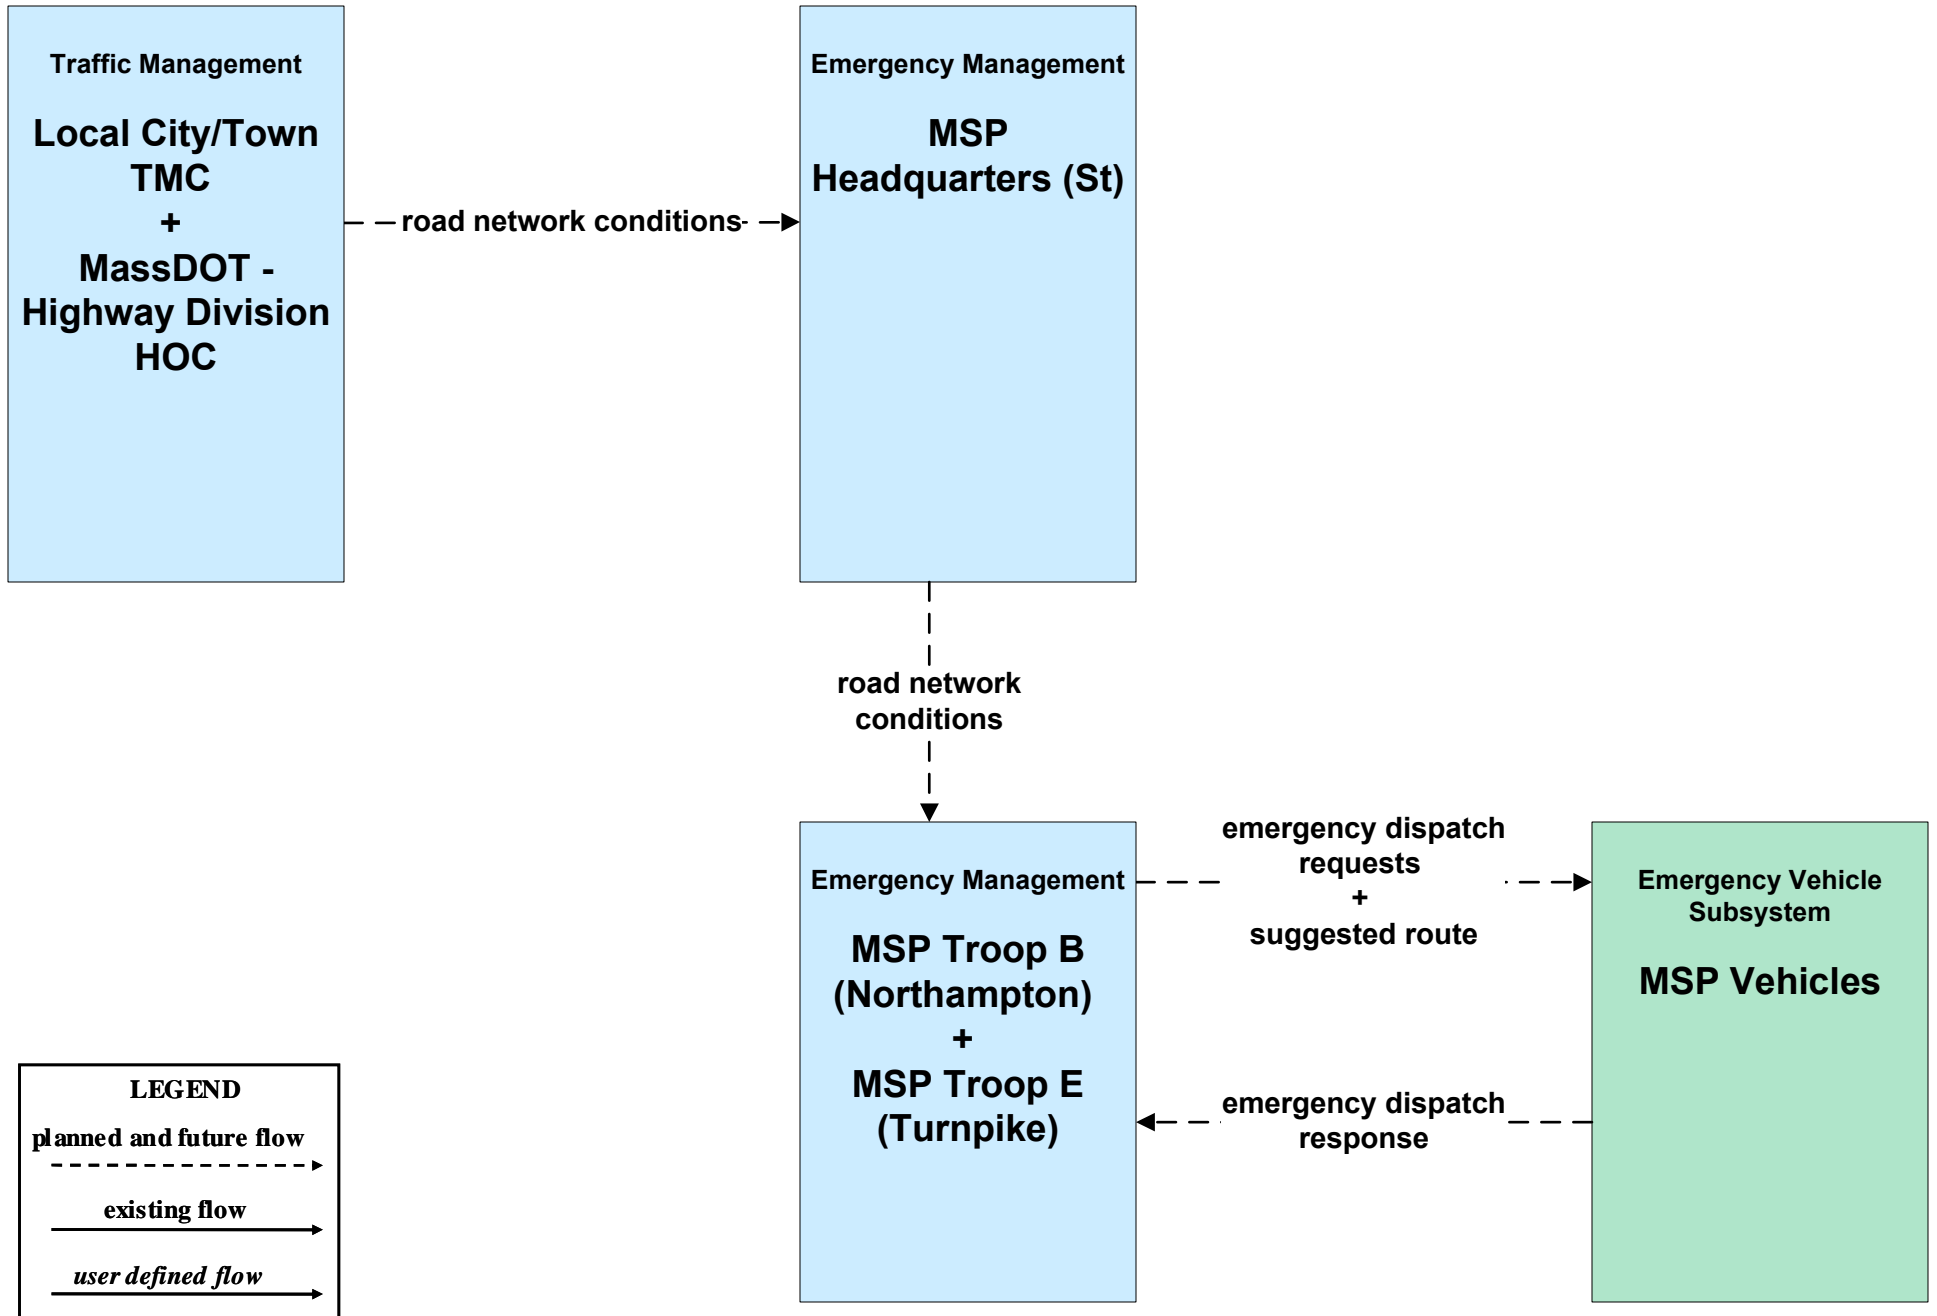 Traffic Management
Local City/Town
TMC
+
MassDOT -
Highway Division
HOC
road network conditions
Emergency Management
MSP
Headquarters (St)
road network
conditions
Emergency Management
MSP Troop B
(Northampton)
+
MSP Troop E
(Turnpike)
emergency dispatch
requests
+
suggested route
emergency dispatch
response
Emergency Vehicle
Subsystem
MSP Vehicles
LEGEND
planned and future flow
existing flow
user defined flow